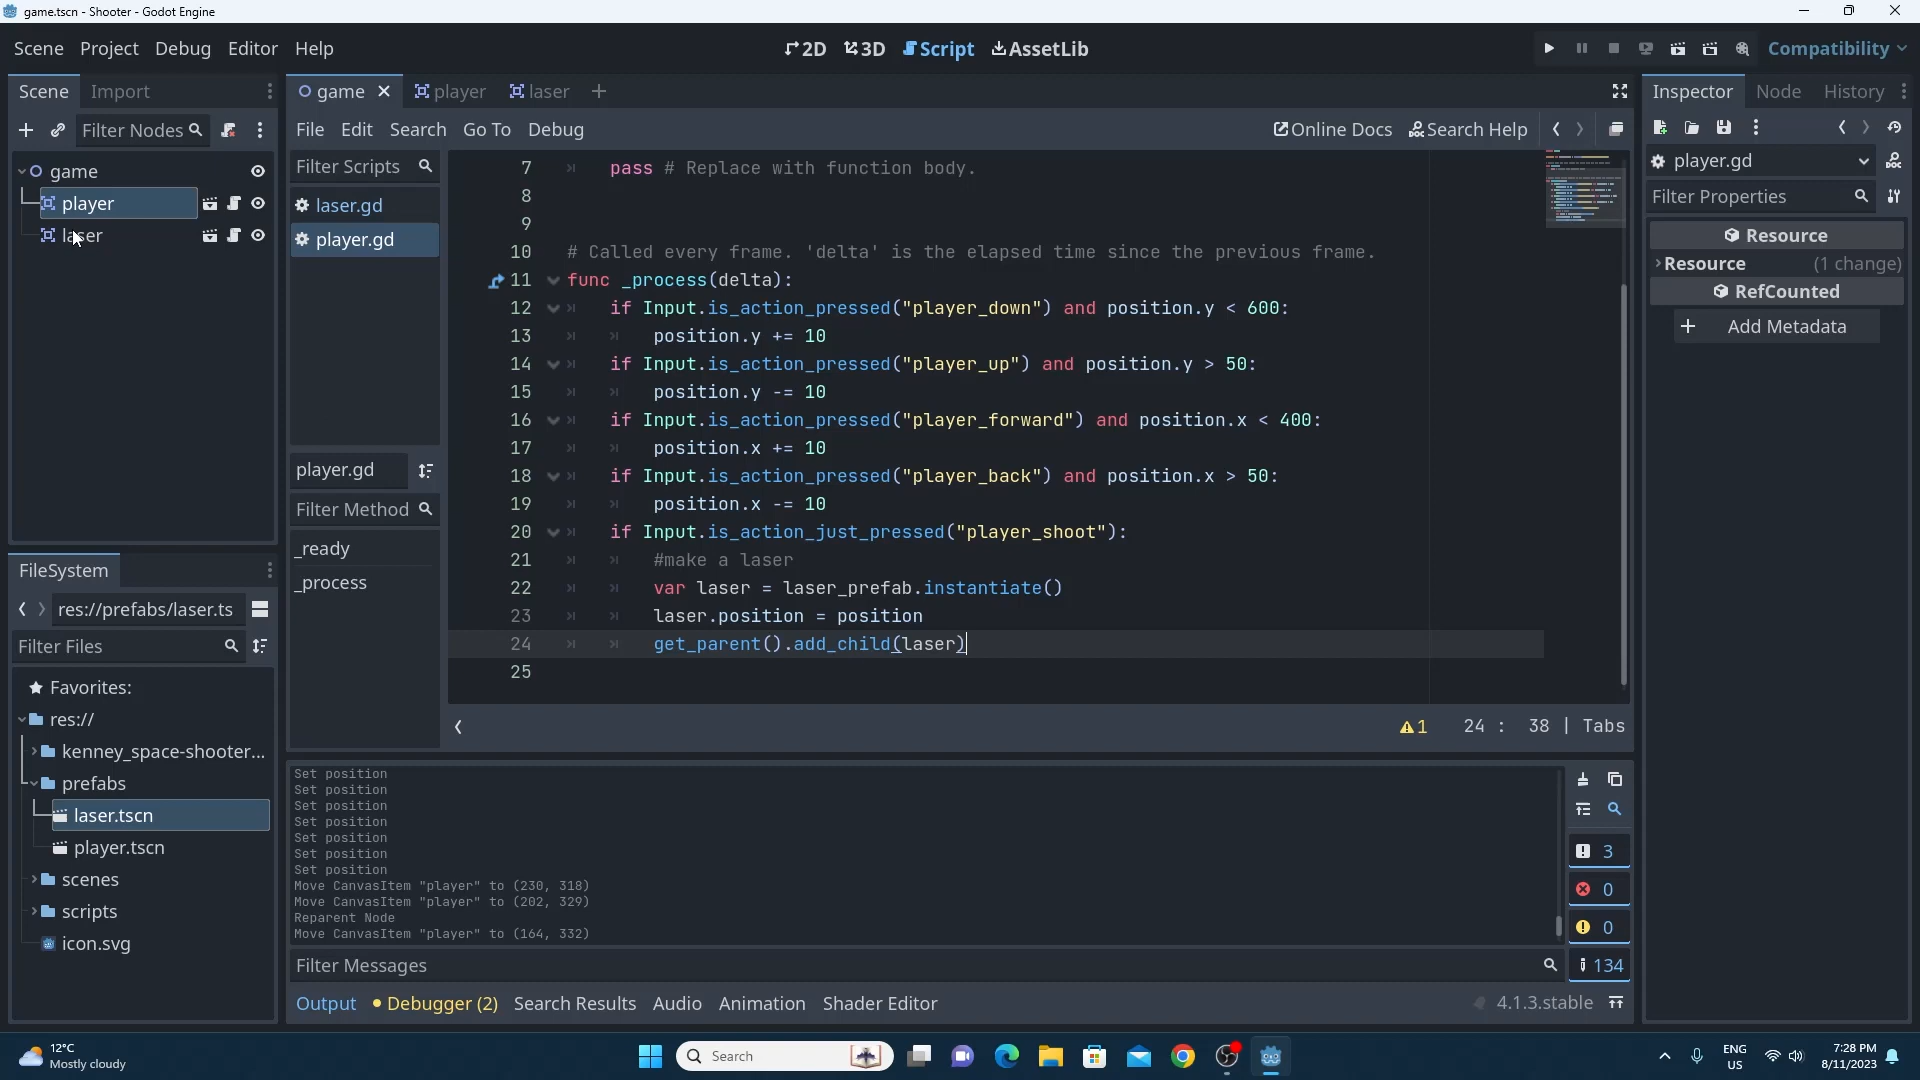 game.tscn - Shooter - Godot Engine
Scene Project Debug Editor Help
2D 3D Script AssetLib
Compatibility
Scene Import
game player laser
Inspector Node History
Filter Nodes
File Edit Search Go To Debug
Online Docs Search Help
player.gd
Filter Properties
game
player
laser
Filter Scripts
laser.gd
player.gd
player.gd
Filter Method
_ready
_process
7 pass # Replace with function body.
8
9
10 # Called every frame. 'delta' is the elapsed time since the previous frame.
11 func _process(delta):
12 if Input.is_action_pressed("player_down") and position.y < 600:
13 position.y += 10
14 if Input.is_action_pressed("player_up") and position.y > 50:
15 position.y -= 10
16 if Input.is_action_pressed("player_forward") and position.x < 400:
17 position.x += 10
18 if Input.is_action_pressed("player_back") and position.x > 50:
19 position.x -= 10
20 if Input.is_action_just_pressed("player_shoot"):
21 #make a laser
22 var laser = laser_prefab.instantiate()
23 laser.position = position
24 get_parent().add_child(laser)
25
1 24 : 38 | Tabs
Resource
Resource (1 change)
RefCounted
+ Add Metadata
FileSystem
res://prefabs/laser.ts
Filter Files
Favorites:
res://
kenney_space-shooter...
prefabs
laser.tscn
player.tscn
scenes
scripts
icon.svg
Set position
Set position
Set position
Set position
Set position
Set position
Set position
Move CanvasItem "player" to (230, 318)
Move CanvasItem "player" to (202, 329)
Reparent Node
Move CanvasItem "player" to (164, 332)
3
0
0
134
Filter Messages
Output Debugger (2) Search Results Audio Animation Shader Editor
4.1.3.stable
12°C
Mostly cloudy
Search
ENG
US
7:28 PM
8/11/2023